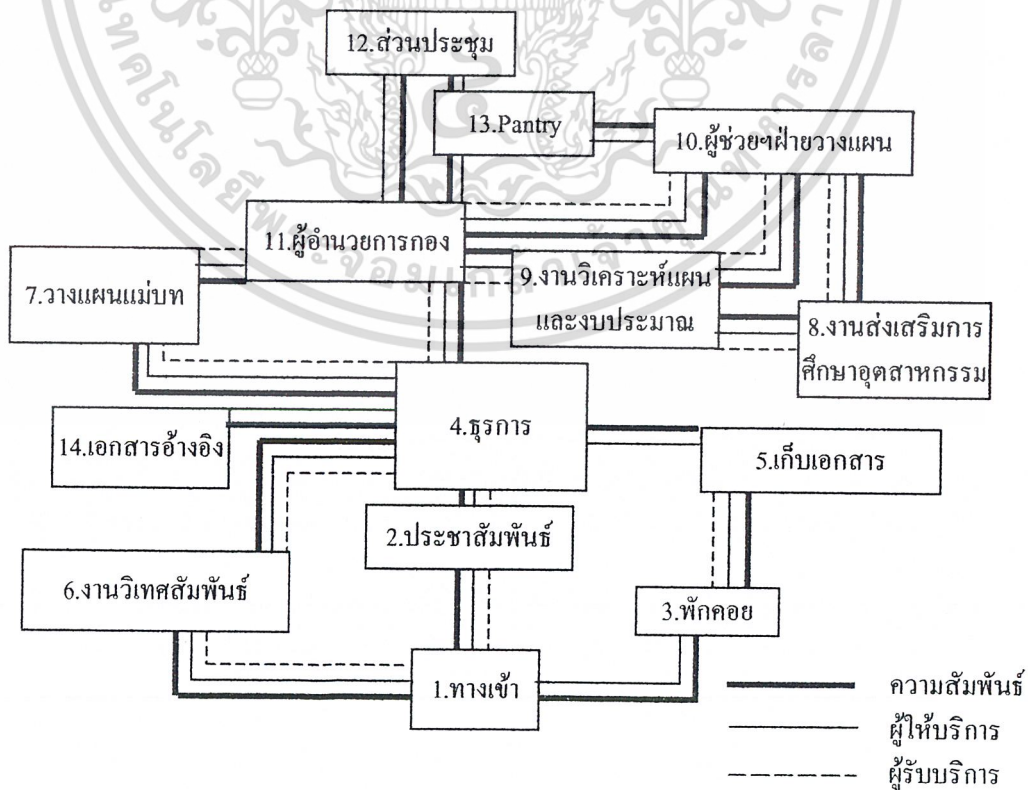 12.ส่วนประชุม
13.Pantry
10.ผู้ช่วยฯฝ่ายวางแผน
11.ผู้อำนวยการกอง
7.วางแผนแม่บท
9.งานวิเคราะห์แผน
และงบประมาณ
8.งานส่งเสริมการ
ศึกษาอุตสาหกรรม
4.ธุรการ
14.เอกสารอ้างอิง
5.เก็บเอกสาร
2.ประชาสัมพันธ์
6.งานวิเทศสัมพันธ์
3.พักคอย
1.ทางเข้า
ความสัมพันธ์
ผู้ให้บริการ
ผู้รับบริการ